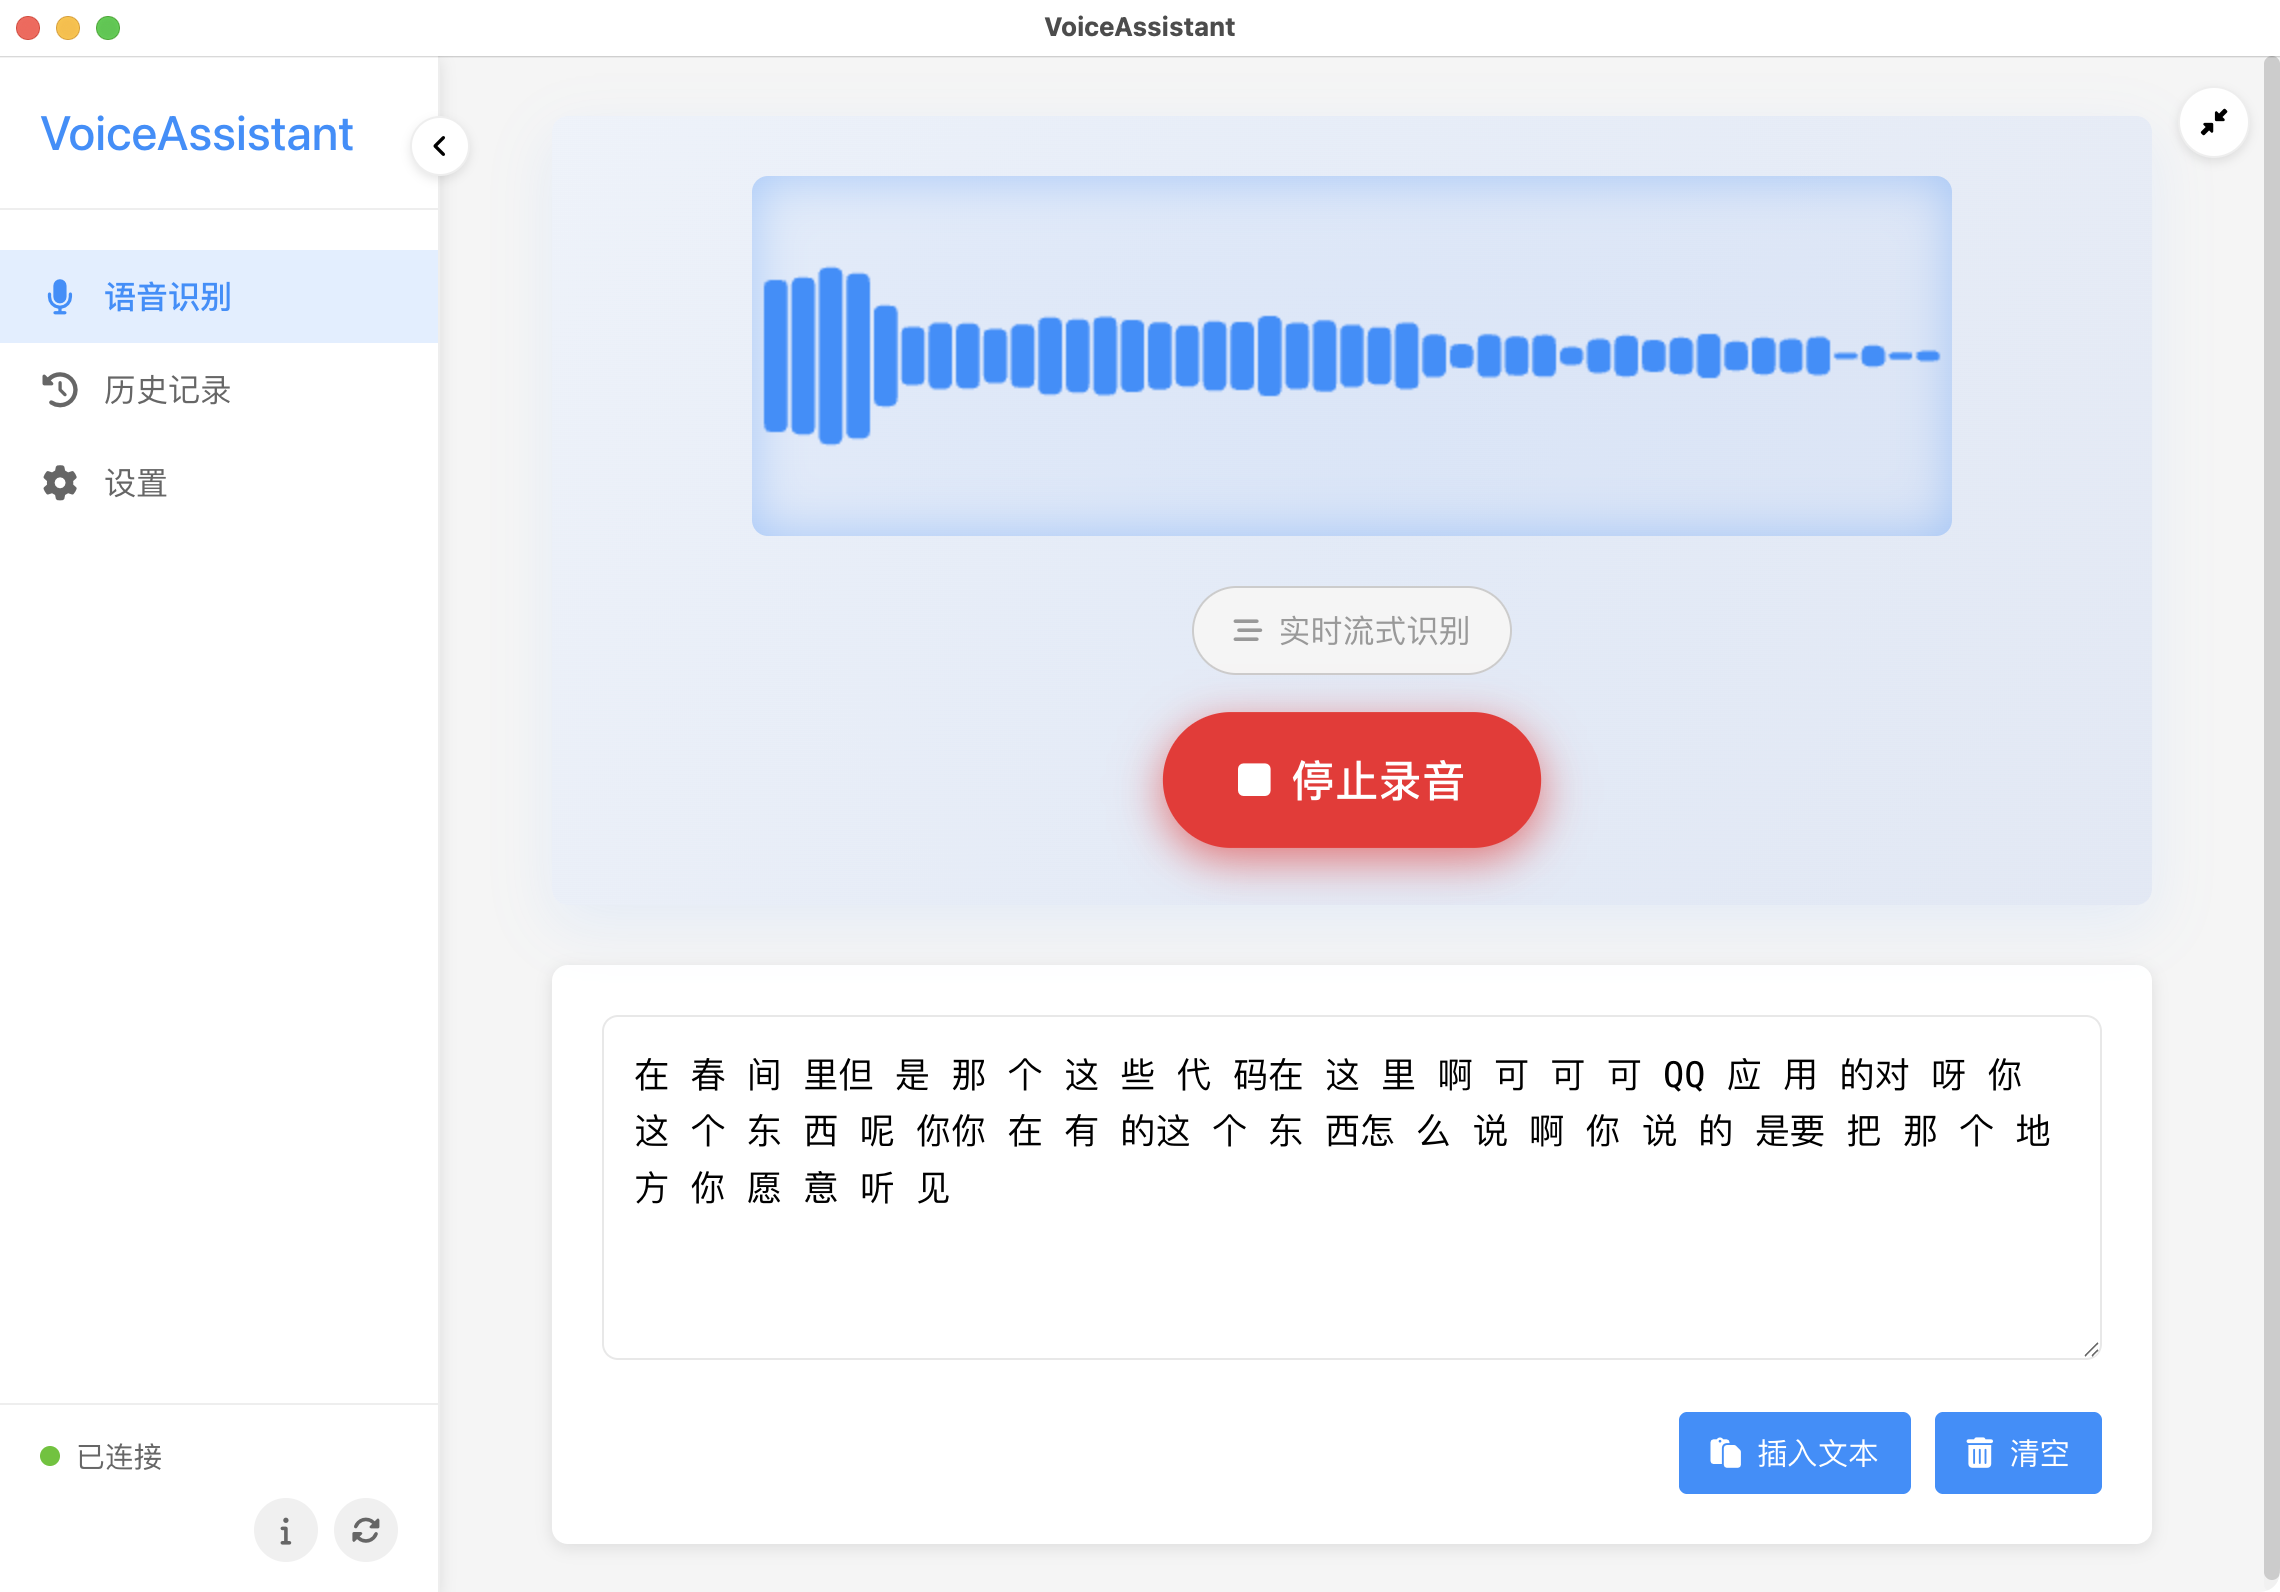 VoiceAssistant
VoiceAssistant
语音识别
历史记录
设置
实时流式识别
停止录音
在 春 间 里但 是 那 个 这 些 代 码在 这 里 啊 可 可 可 QQ 应 用 的对 呀 你
这 个 东 西 呢 你你 在 有 的这 个 东 西怎 么 说 啊 你 说 的 是要 把 那 个 地
方 你 愿 意 听 见
插入文本
清空
已连接